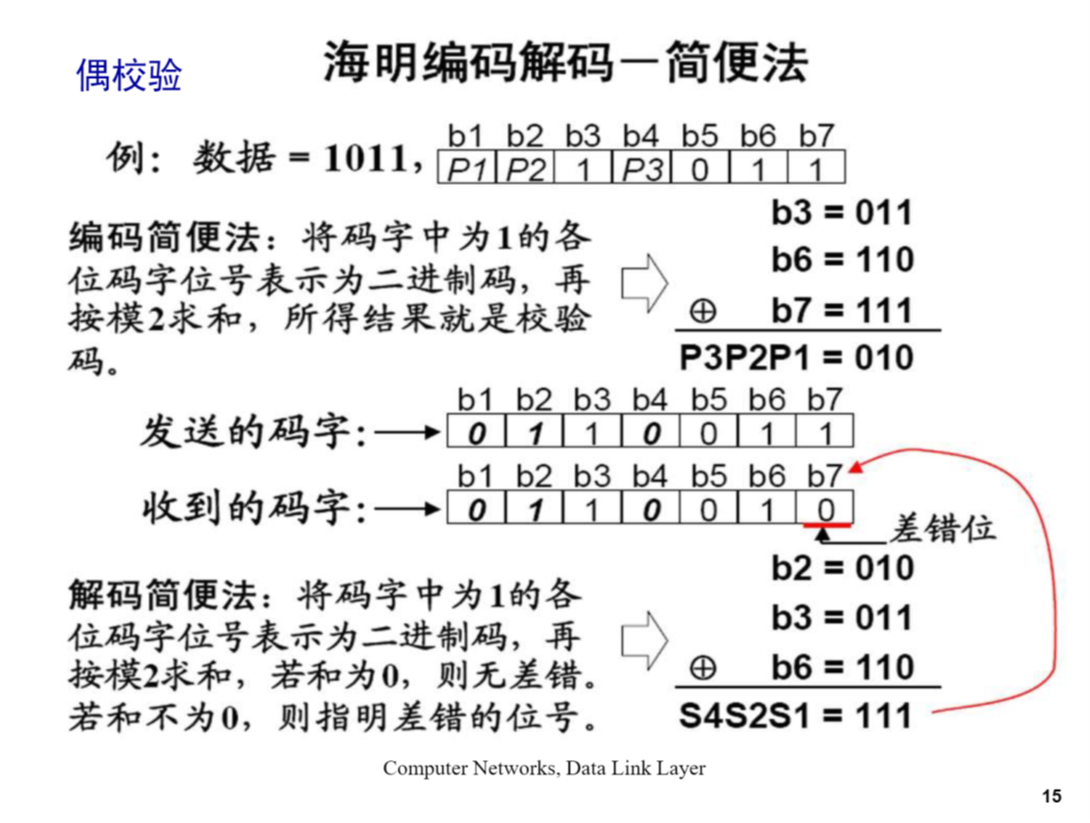 海明编码解码－简便法
偶校验
b1 b2 b3 b4 b5 b6 b7
例：数据 = 1011, P1 P2 1 P3 0 1 1
编码简便法：将码字中为1的各
位码字位号表示为二进制码，再
按模2求和，所得结果就是校验
码。
b3 = 011
b6 = 110
⊕ b7 = 111
P3P2P1 = 010
b1 b2 b3 b4 b5 b6 b7
发送的码字: 0 1 1 0 0 1 1
b1 b2 b3 b4 b5 b6 b7
收到的码字: 0 1 1 0 0 1 0
差错位
解码简便法：将码字中为1的各
位码字位号表示为二进制码，再
按模2求和，若和为0，则无差错。
若和不为0，则指明差错的位号。
b2 = 010
b3 = 011
⊕ b6 = 110
S4S2S1 = 111
Computer Networks, Data Link Layer
15